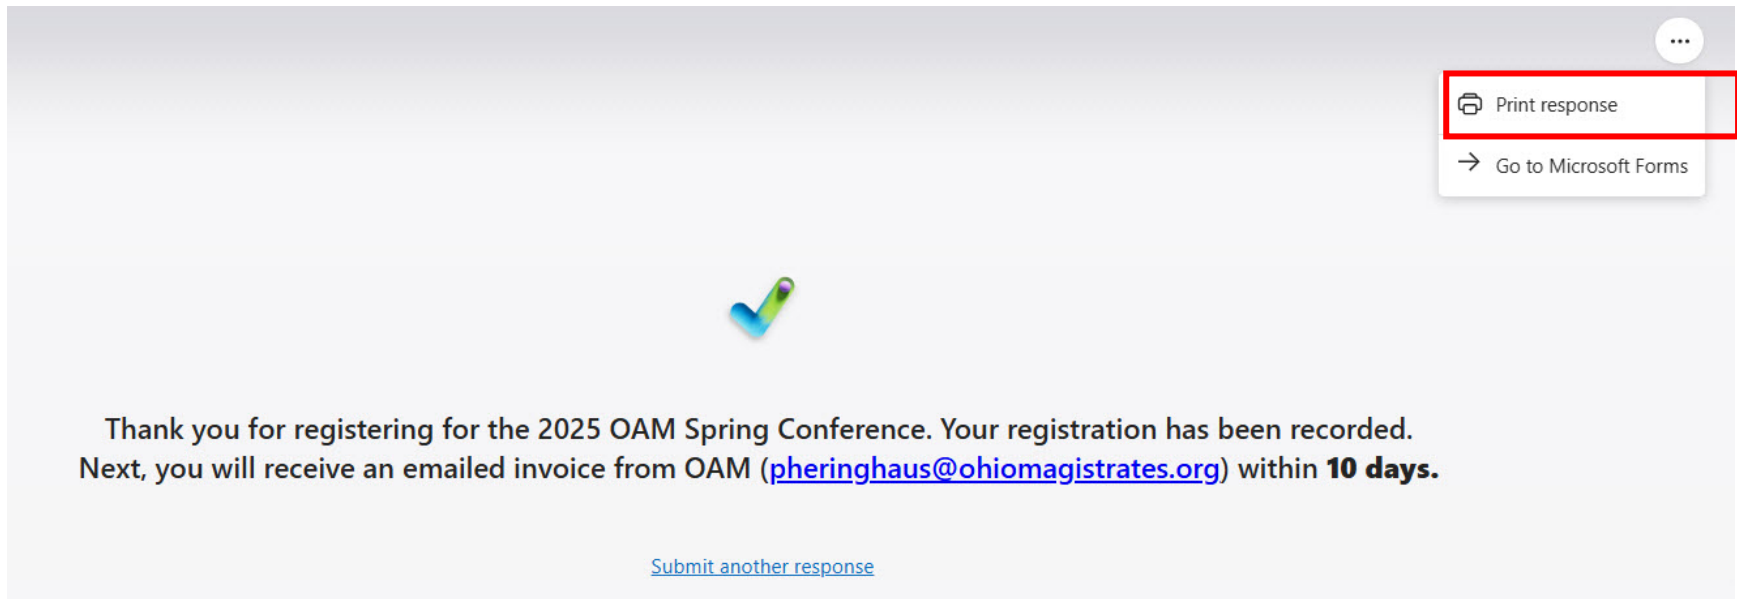 ...
Print response
Go to Microsoft Forms
Thank you for registering for the 2025 OAM Spring Conference. Your registration has been recorded.
Next, you will receive an emailed invoice from OAM (pheringhaus@ohiomagistrates.org) within 10 days.
Submit another response